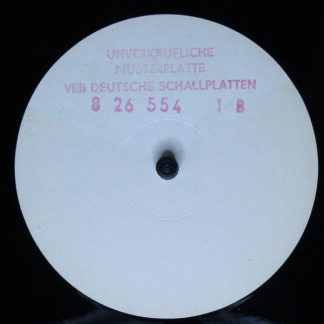 UNVERKÄUFLICHE
MUSTERPLATTE
VEB DEUTSCHE SCHALLPLATTEN
8 26 554 1 B